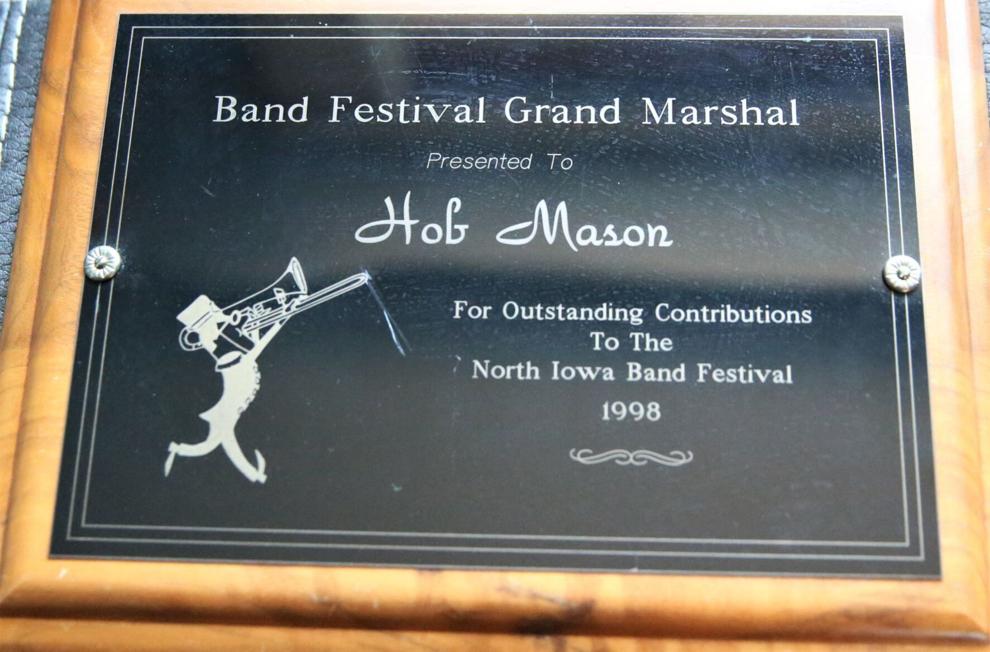 Band Festival Grand Marshal
Presented To
Hob Mason
For Outstanding Contributions
To The
North Iowa Band Festival
1998